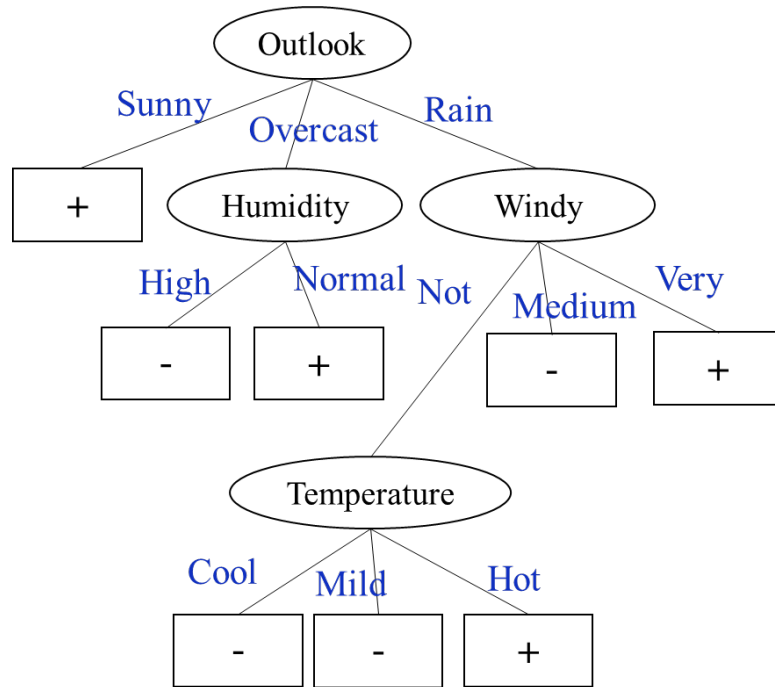 Outlook
Sunny
Overcast
Rain
+
Humidity
Windy
High
Normal
Not
Medium
Very
-
+
-
+
Temperature
Cool
Mild
Hot
-
-
+